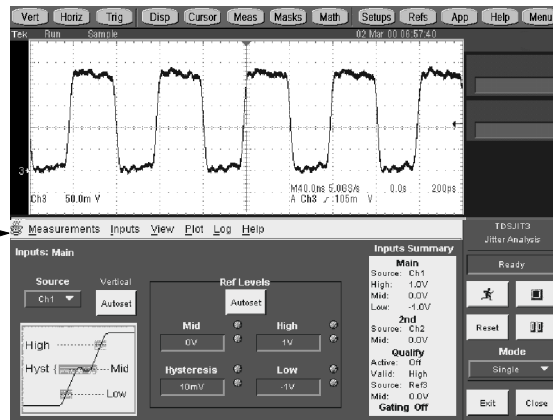 Vert Horiz Trig Disp Cursor Meas Masks Math Setups Refs App Help Menu
Tek Run Sample 02 Mar 00 06:57:40
3
M40.0ns 5.0GS/s 0.0s 200ps
Ch3 50.0m V A Ch3 105m V
Measurements Inputs View Plot Log Help
TDSJIT3
Jitter Analysis
Inputs: Main
Source
Ch1
Vertical
Autoset
Ref Levels
Autoset
Mid
0V
High
1V
Hysteresis
10mV
Low
-1V
High
Hyst
Mid
Low
Inputs Summary
Main
Source: Ch1
High: 1.0V
Mid: 0.0V
Low: -1.0V
2nd
Source: Ch2
Mid: 0.0V
Qualify
Active: Off
Valid: High
Source: Ref3
Mid: 0.0V
Gating Off
Ready
Reset
Mode
Single
Exit Close